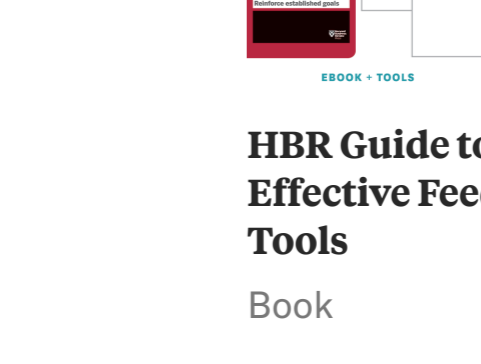 Reinforce established goals
EBOOK + TOOLS
HBR Guide to
Effective Fee
Tools
Book